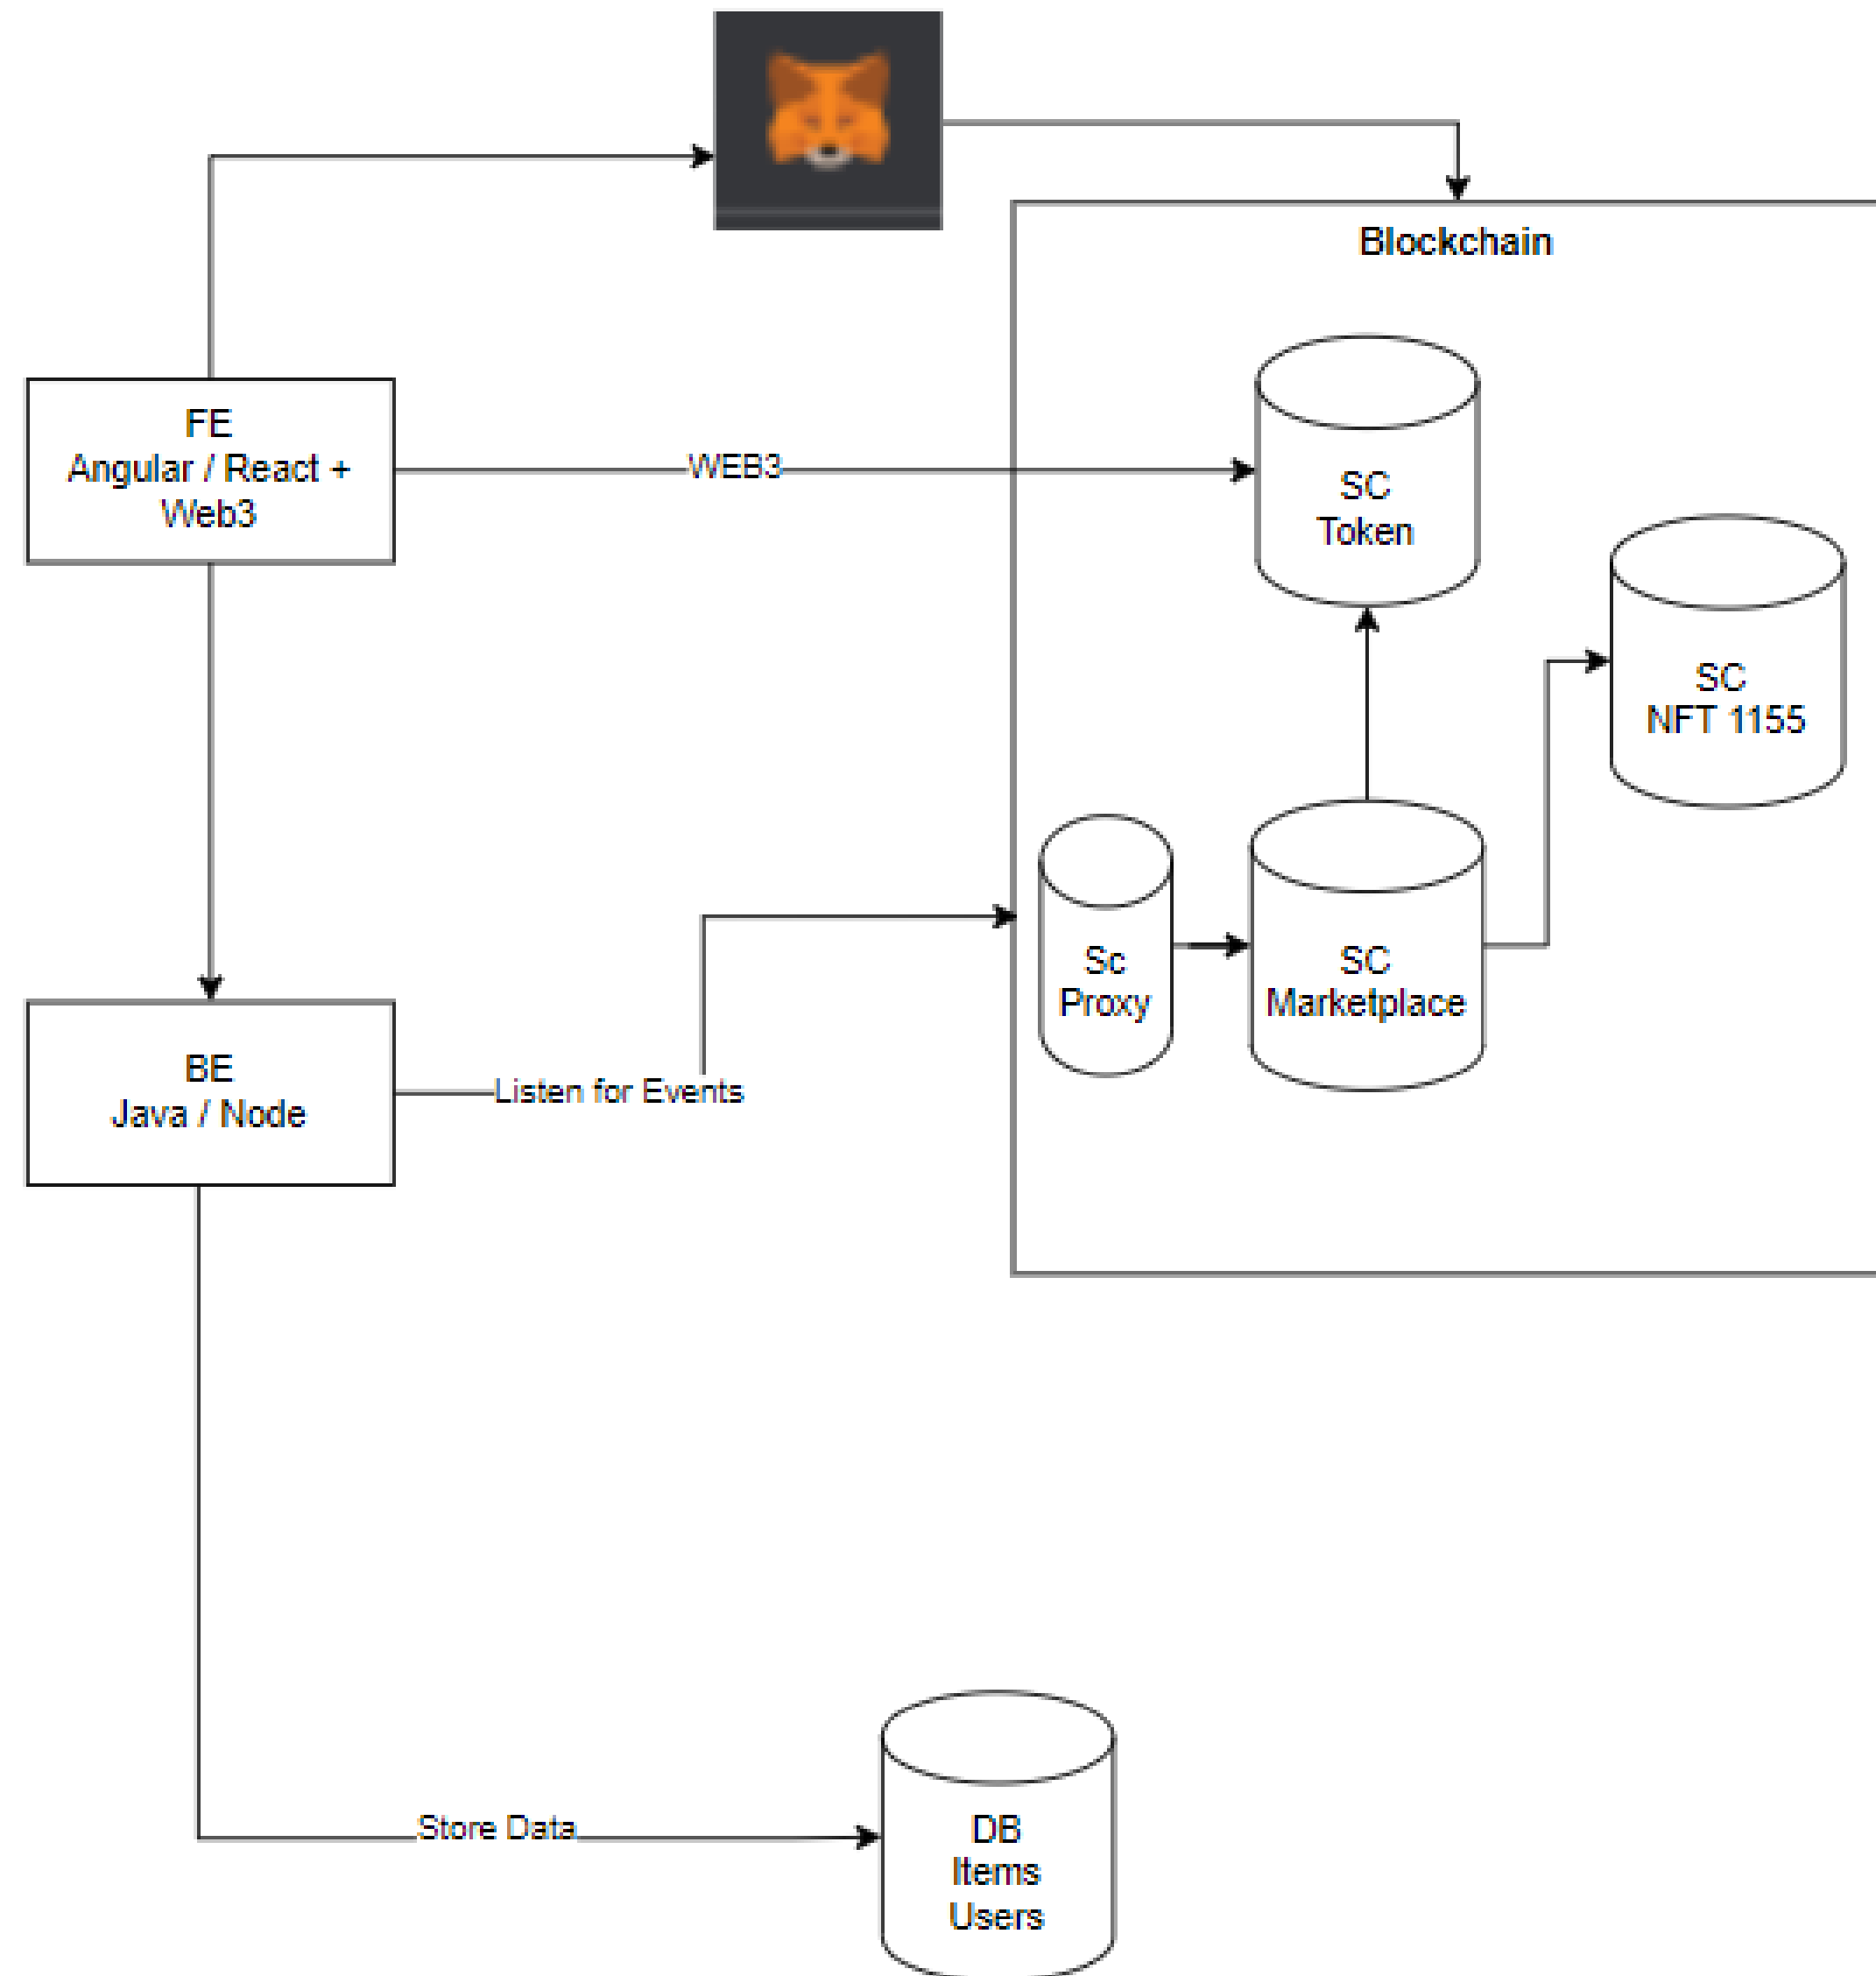 Blockchain
FE
Angular / React +
Web3
WEB3
SC
Token
SC
NFT 1155
Sc
Proxy
SC
Marketplace
BE
Java / Node
Listen for Events
Store Data
DB
Items
Users